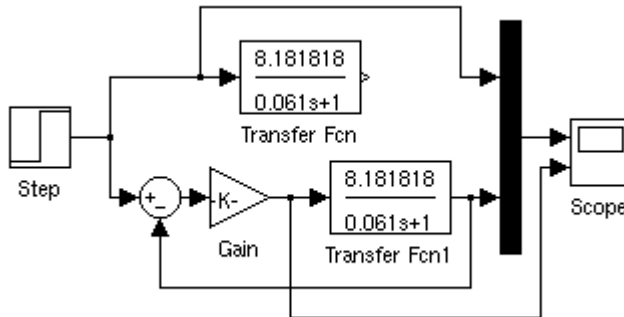 8.181818
0.061s+1
Transfer Fcn
Step
+
-
-K-
Gain
8.181818
0.061s+1
Transfer Fcn1
Scope